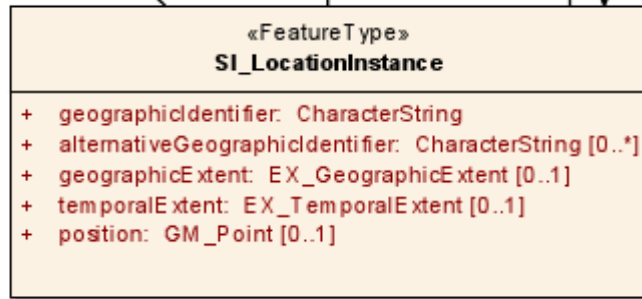 «FeatureType»
SI_LocationInstance
+ geographicIdentifier: CharacterString
+ alternativeGeographicIdentifier: CharacterString [0..*]
+ geographicExtent: EX_GeographicExtent [0..1]
+ temporalExtent: EX_TemporalExtent [0..1]
+ position: GM_Point [0..1]